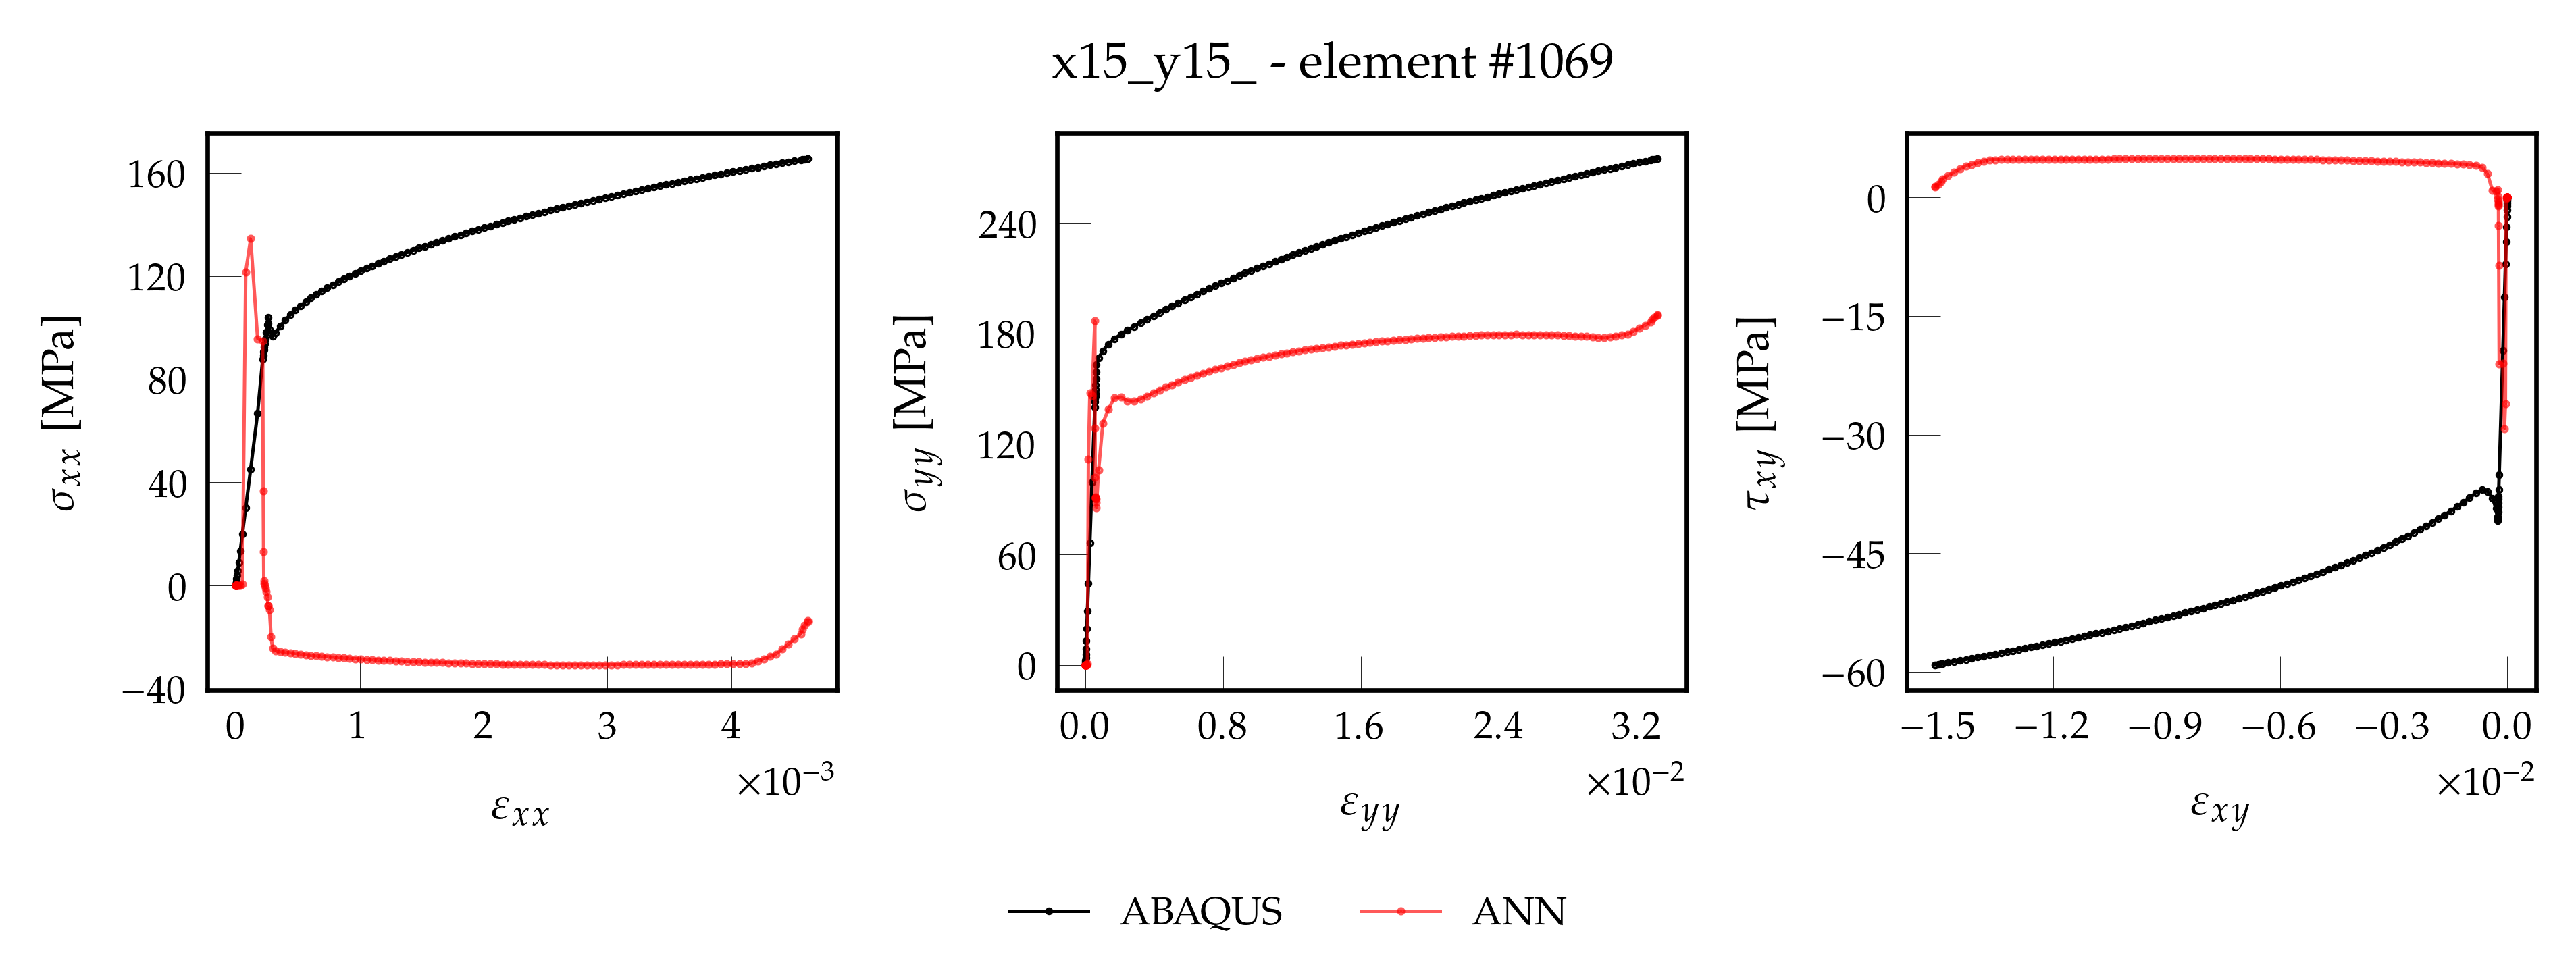 x15_y15_ - element #1069
σxx [MPa]
160
120
80
40
0
−40
0 1 2 3 4
×10⁻³
εxx
σyy [MPa]
240
180
120
60
0
0.0 0.8 1.6 2.4 3.2
×10⁻²
εyy
τxy [MPa]
0
−15
−30
−45
−60
−1.5 −1.2 −0.9 −0.6 −0.3 0.0
×10⁻²
εxy
ABAQUS ANN